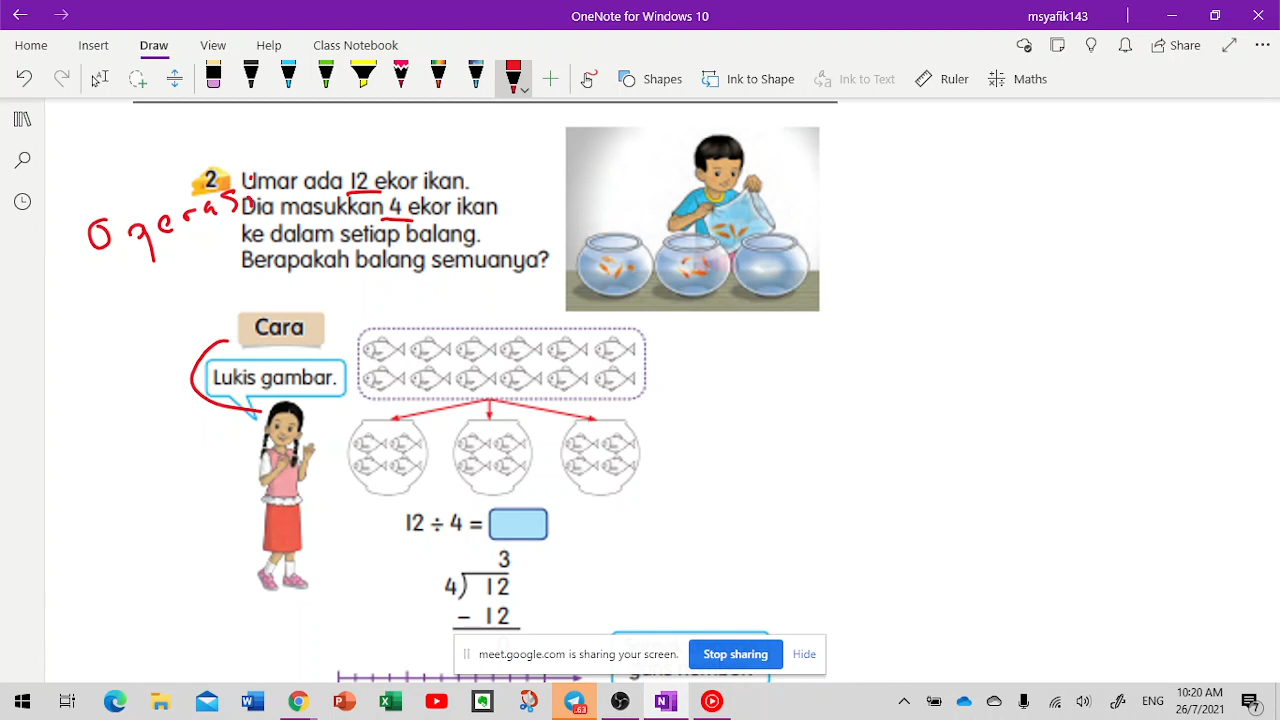 OneNote for Windows 10
msyafik143
Home
Insert
Draw
View
Help
Class Notebook
Share
Shapes
Ink to Shape
Ink to Text
Ruler
Maths
2
Umar ada 12 ekor ikan.
Dia masukkan 4 ekor ikan
ke dalam setiap balang.
Berapakah balang semuanya?
Operasi
Cara
Lukis gambar.
12 ÷ 4 =
3
4) 12
- 12
meet.google.com is sharing your screen.
Stop sharing
Hide
63
6:20 AM
26/7/2021
7